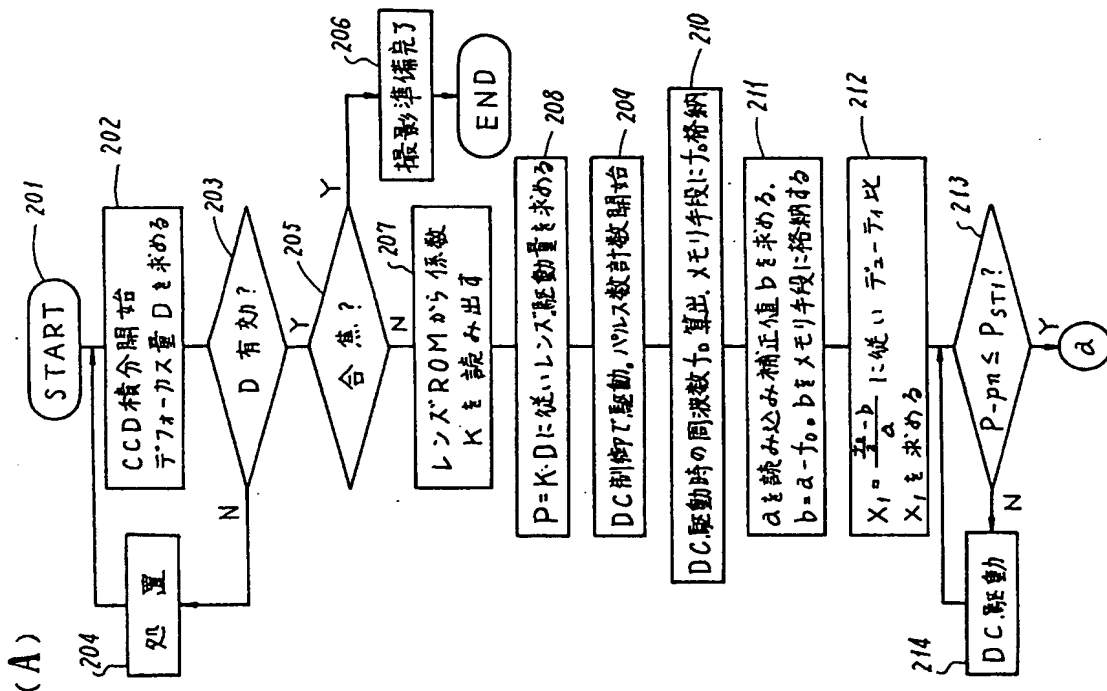 (A)
START
201
CCD積分開始
デフォーカス量Dを求める
202
D有効?
203
Y
N
処置
204
合焦?
205
Y
N
撮影準備完了
206
END
レンズROMから係数
Kを読み出す
207
P=K·Dに従いレンズ駆動量を求める
208
DC制御で駆動。パルス数計数開始
209
DC駆動時の周波数f₀算出、メモリ手段にf₀格納
210
aを読み込み補正値bを求める.
b=a-f₀. bをメモリ手段に格納する
211
に従い デューティ比
X₁を求める
212
P-pn≤PST1?
213
Y
N
DC駆動
214
a